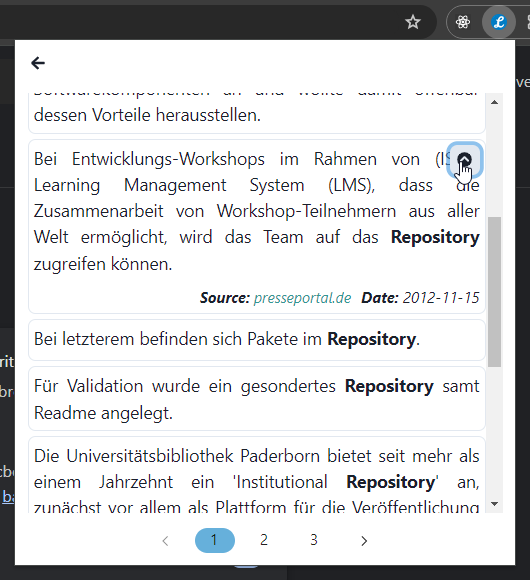 Softwarekomponenten an und wollte damit offenbar
dessen Vorteile herausstellen.
Bei Entwicklungs-Workshops im Rahmen von
Learning Management System (LMS), dass die
Zusammenarbeit von Workshop-Teilnehmern aus aller
Welt ermöglicht, wird das Team auf das Repository
zugreifen können.
Source: presseportal.de Date: 2012-11-15
Bei letzterem befinden sich Pakete im Repository.
Für Validation wurde ein gesondertes Repository samt
Readme angelegt.
Die Universitätsbibliothek Paderborn bietet seit mehr als
einem Jahrzehnt ein 'Institutional Repository' an,
zunächst vor allem als Plattform für die Veröffentlichung
1 2 3